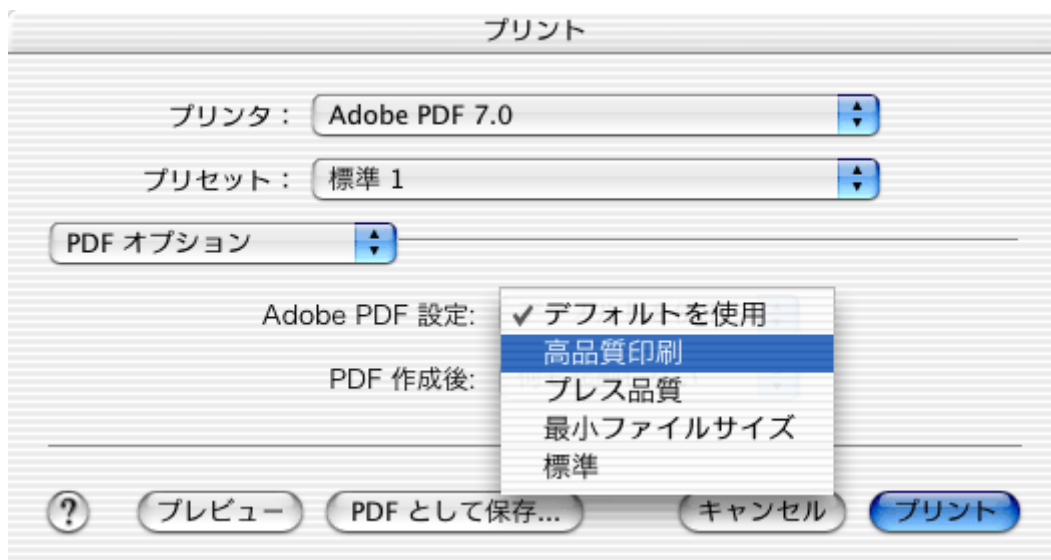 プリント
プリンタ： Adobe PDF 7.0
プリセット： 標準 1
PDF オプション
Adobe PDF 設定: ✓ デフォルトを使用
高品質印刷
PDF 作成後:
プレス品質
最小ファイルサイズ
標準
? プレビュー PDF として保存... キャンセル プリント